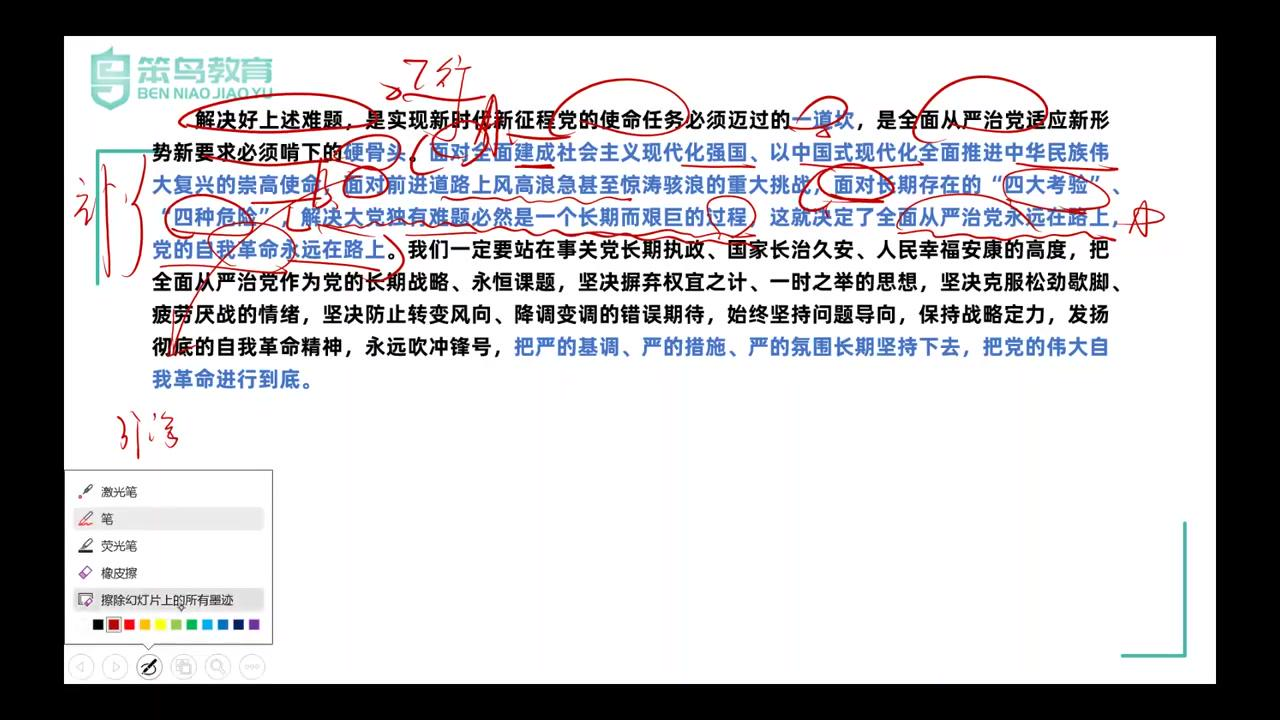 笨鸟教育
BEN NIAO JIAO YU
解决好上述难题，是实现新时代新征程党的使命任务必须迈过的一道坎，是全面从严治党适应新形
势新要求必须啃下的硬骨头。面对全面建成社会主义现代化强国、以中国式现代化全面推进中华民族伟
大复兴的崇高使命，面对前进道路上风高浪急甚至惊涛骇浪的重大挑战，面对长期存在的“四大考验”、
“四种危险”，解决大党独有难题必然是一个长期而艰巨的过程，这就决定了全面从严治党永远在路上，
党的自我革命永远在路上。我们一定要站在事关党长期执政、国家长治久安、人民幸福安康的高度，把
全面从严治党作为党的长期战略、永恒课题，坚决摒弃权宜之计、一时之举的思想，坚决克服松劲歇脚、
疲劳厌战的情绪，坚决防止转变风向、降调变调的错误期待，始终坚持问题导向，保持战略定力，发扬
彻底的自我革命精神，永远吹冲锋号，把严的基调、严的措施、严的氛围长期坚持下去，把党的伟大自
我革命进行到底。
激光笔
笔
荧光笔
橡皮擦
擦除幻灯片上的所有墨迹